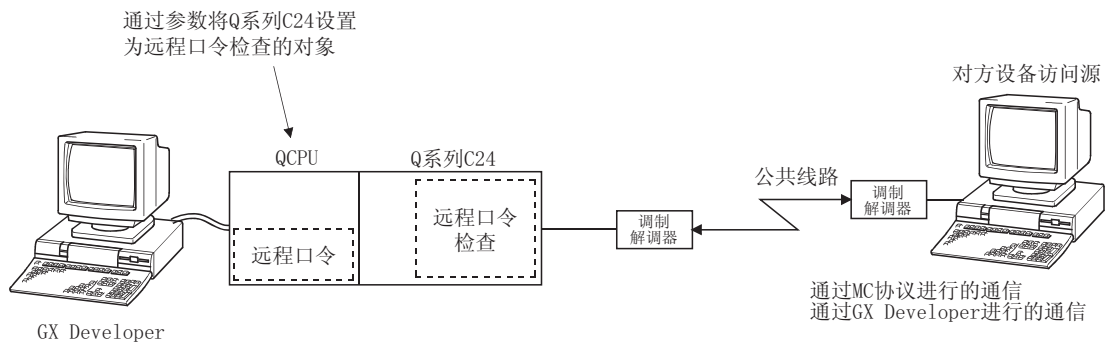 通过参数将Q系列C24设置
为远程口令检查的对象
对方设备访问源
QCPU
Q系列C24
公共线路
调制
解调器
远程口令
检查
调制
解调器
远程口令
通过MC协议进行的通信
通过GX Developer进行的通信
GX Developer